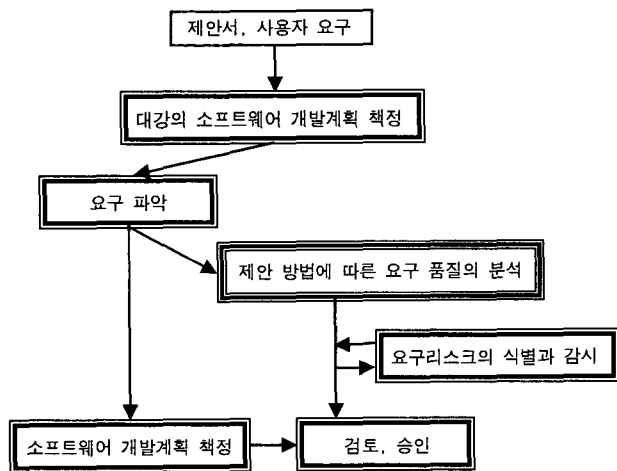 제안서, 사용자 요구
대강의 소프트웨어 개발계획 책정
요구 파악
제안 방법에 따른 요구 품질의 분석
요구리스크의 식별과 감시
소프트웨어 개발계획 책정
검토, 승인